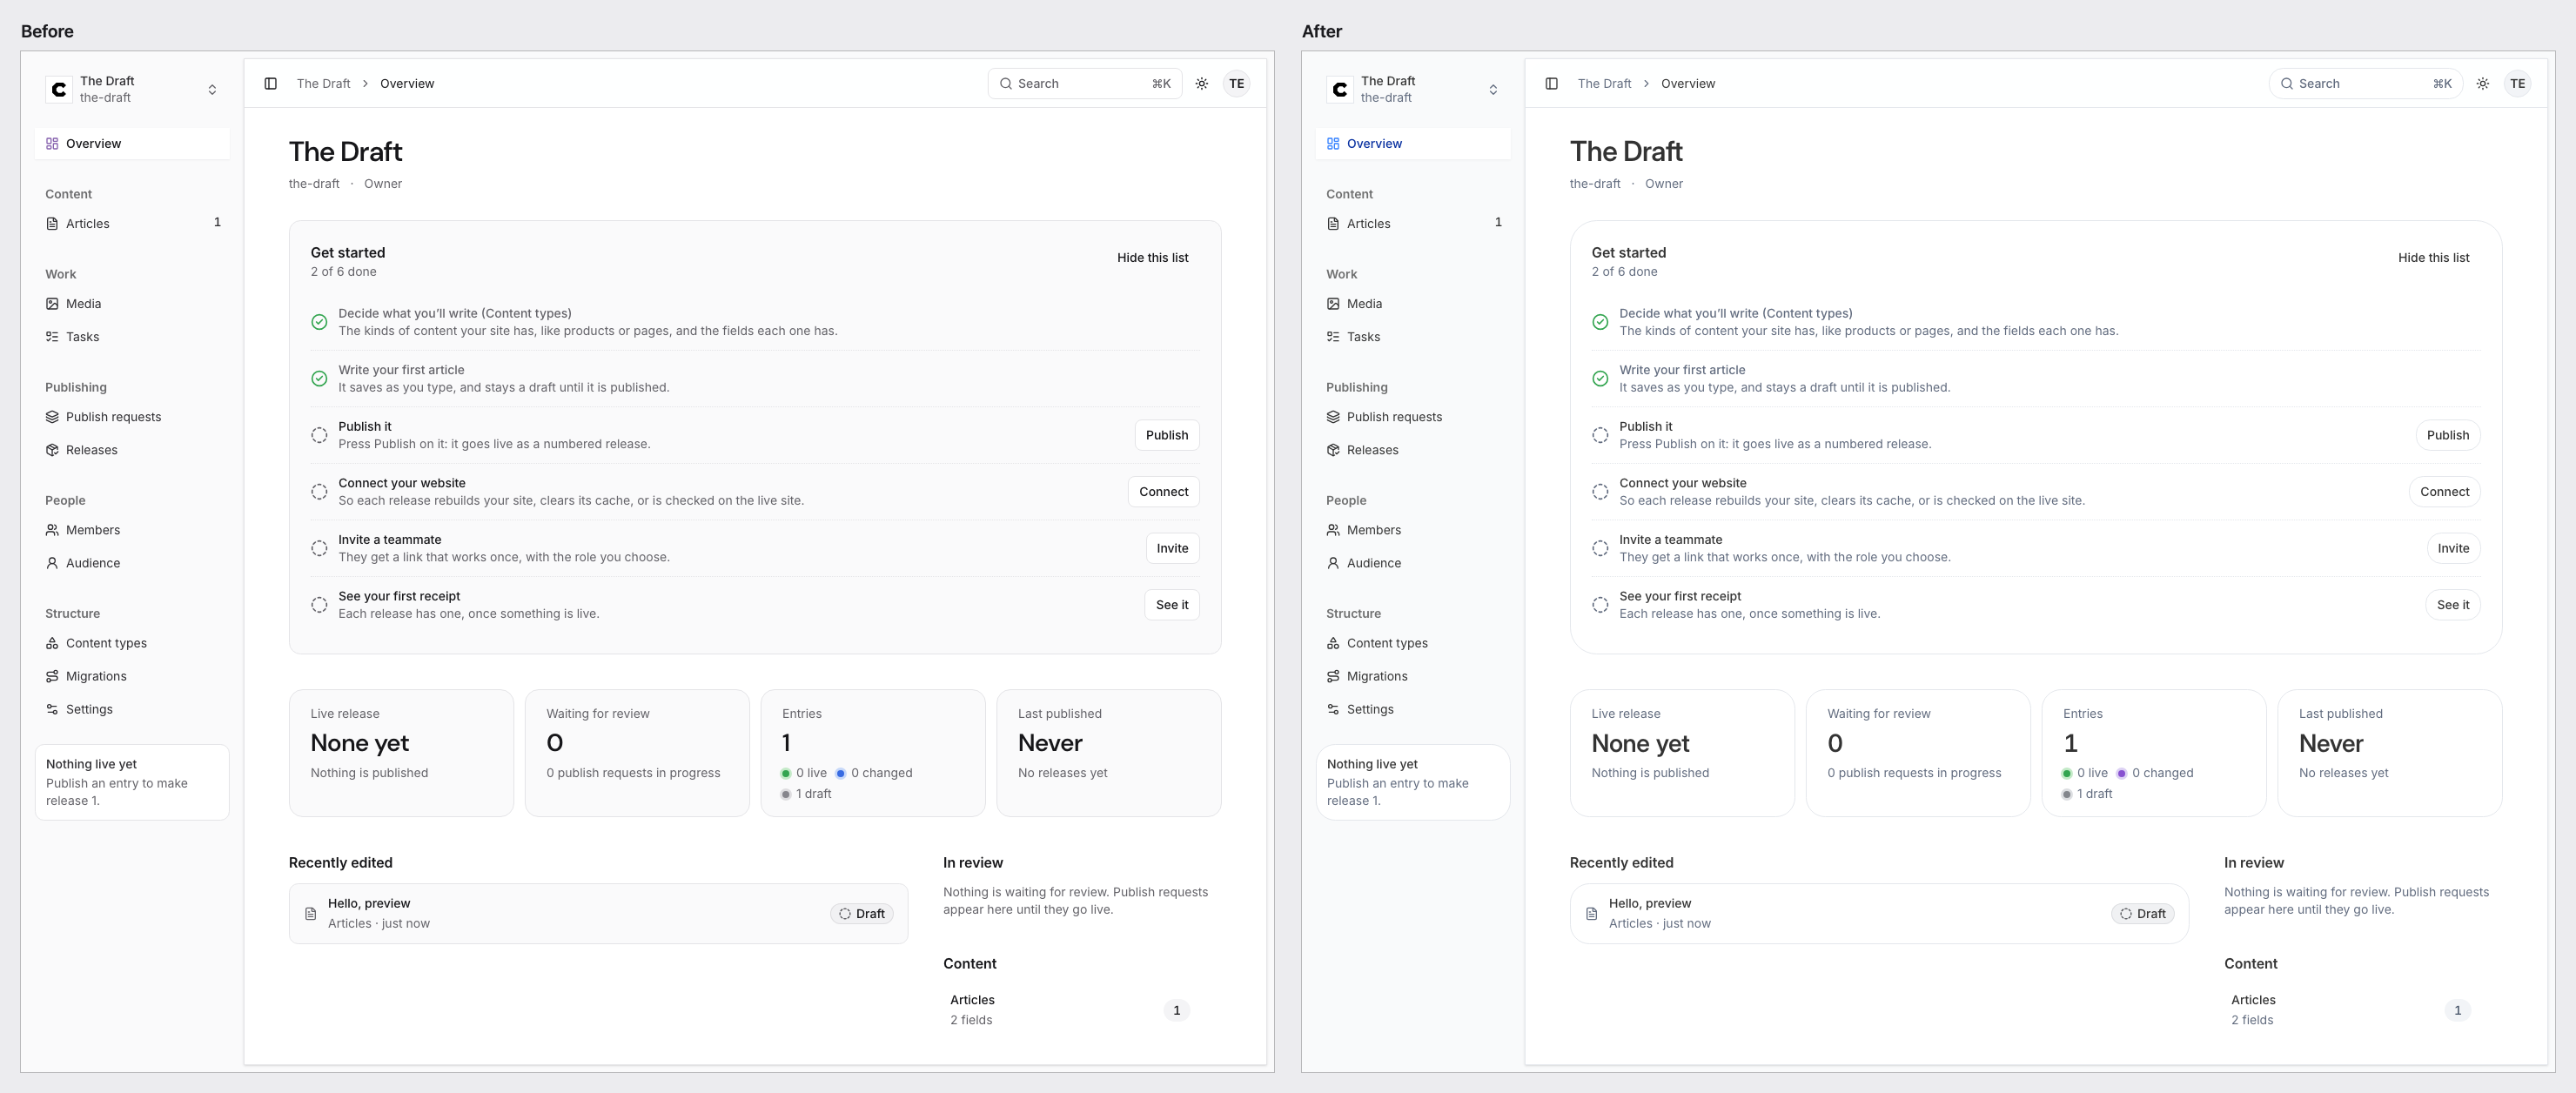 Before
The Draft
the-draft
Overview
Content
Articles 1
Work
Media
Tasks
Publishing
Publish requests
Releases
People
Members
Audience
Structure
Content types
Migrations
Settings
Nothing live yet
Publish an entry to make
release 1.
The Draft > Overview
Search ⌘K
TE
The Draft
the-draft · Owner
Get started
2 of 6 done
Hide this list
Decide what you’ll write (Content types)
The kinds of content your site has, like products or pages, and the fields each one has.
Write your first article
It saves as you type, and stays a draft until it is published.
Publish it
Press Publish on it: it goes live as a numbered release.
Publish
Connect your website
So each release rebuilds your site, clears its cache, or is checked on the live site.
Connect
Invite a teammate
They get a link that works once, with the role you choose.
Invite
See your first receipt
Each release has one, once something is live.
See it
Live release
None yet
Nothing is published
Waiting for review
0
0 publish requests in progress
Entries
1
0 live 0 changed
1 draft
Last published
Never
No releases yet
Recently edited
Hello, preview
Articles · just now
Draft
In review
Nothing is waiting for review. Publish requests
appear here until they go live.
Content
Articles
2 fields
1
After
The Draft
the-draft
Overview
Content
Articles 1
Work
Media
Tasks
Publishing
Publish requests
Releases
People
Members
Audience
Structure
Content types
Migrations
Settings
Nothing live yet
Publish an entry to make
release 1.
The Draft > Overview
Search ⌘K
TE
The Draft
the-draft · Owner
Get started
2 of 6 done
Hide this list
Decide what you’ll write (Content types)
The kinds of content your site has, like products or pages, and the fields each one has.
Write your first article
It saves as you type, and stays a draft until it is published.
Publish it
Press Publish on it: it goes live as a numbered release.
Publish
Connect your website
So each release rebuilds your site, clears its cache, or is checked on the live site.
Connect
Invite a teammate
They get a link that works once, with the role you choose.
Invite
See your first receipt
Each release has one, once something is live.
See it
Live release
None yet
Nothing is published
Waiting for review
0
0 publish requests in progress
Entries
1
0 live 0 changed
1 draft
Last published
Never
No releases yet
Recently edited
Hello, preview
Articles · just now
Draft
In review
Nothing is waiting for review. Publish requests
appear here until they go live.
Content
Articles
2 fields
1